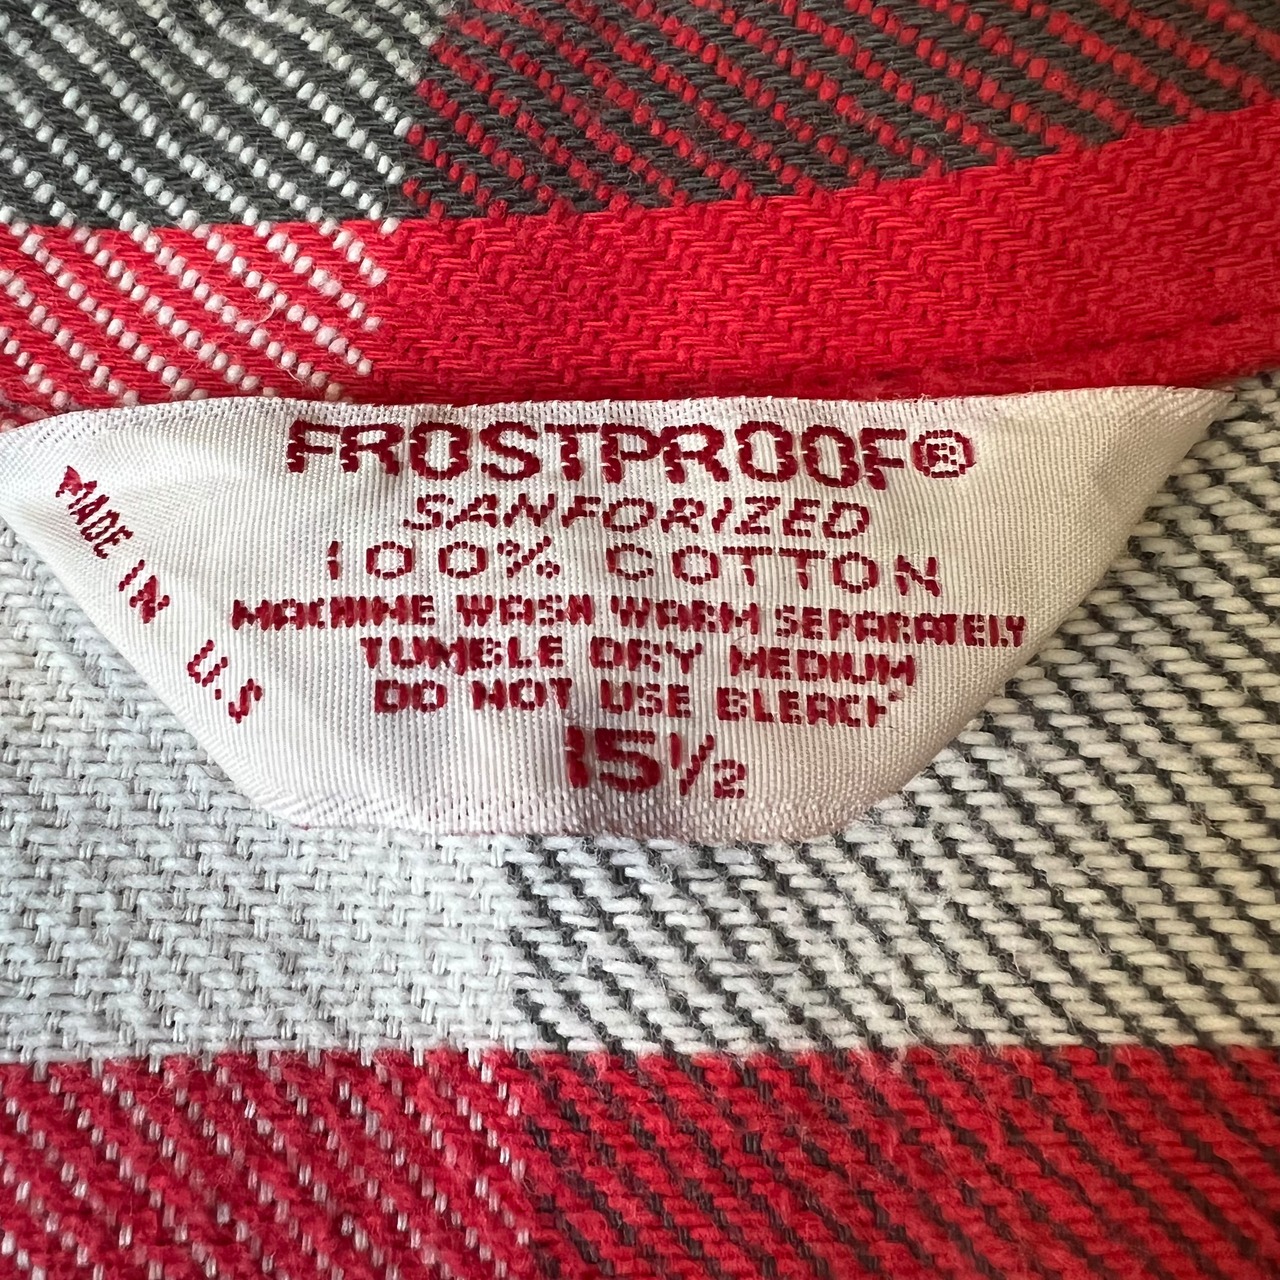 FROSTPROOF®
SANFORIZED
100% COTTON
MACHINE WASH WARM SEPARATELY
TUMBLE DRY MEDIUM
DO NOT USE BLEACH
15½
MADE IN U.S